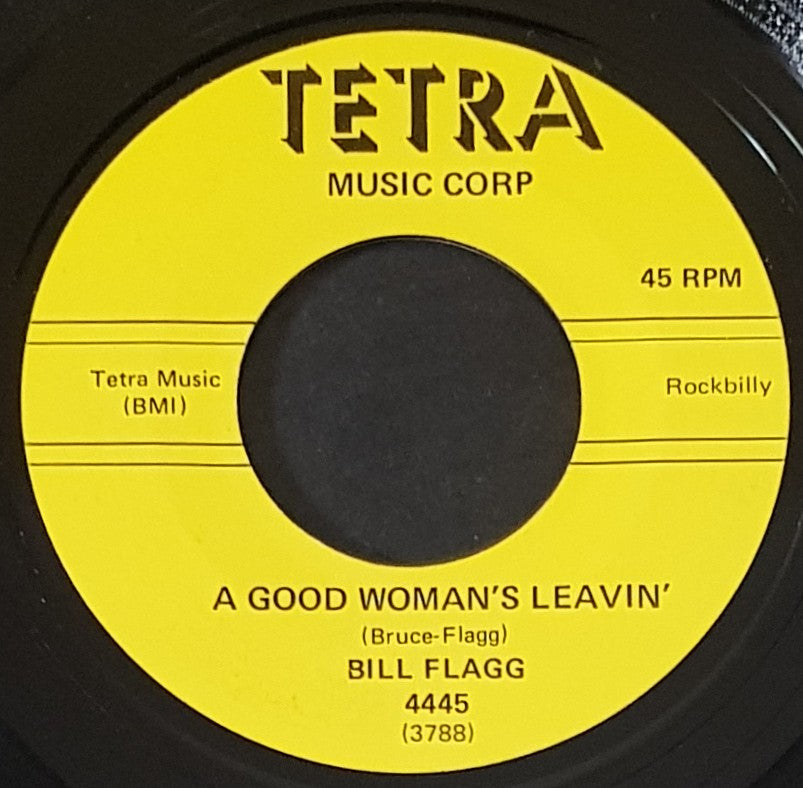 TETRA
MUSIC CORP
45 RPM
Tetra Music
(BMI)
Rockbilly
A GOOD WOMAN'S LEAVIN'
(Bruce-Flagg)
BILL FLAGG
4445
(3788)